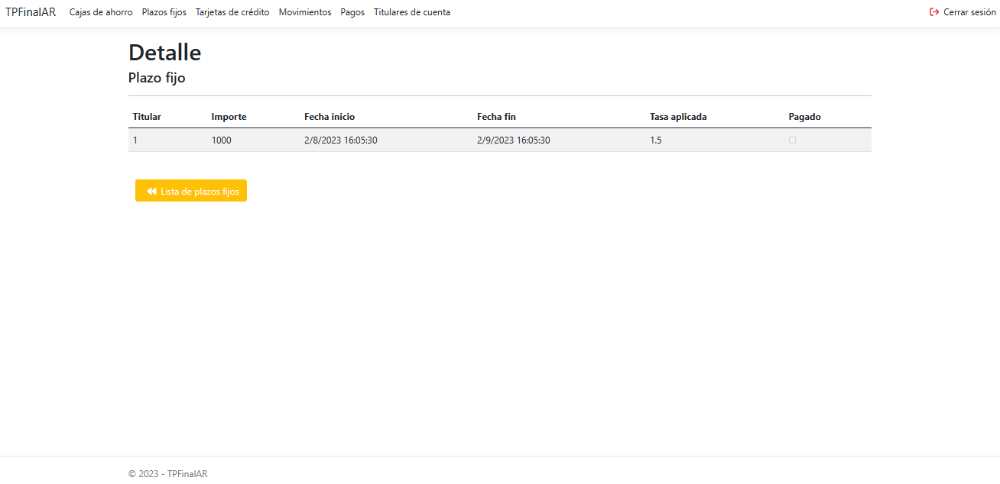 TPFinalAR Cajas de ahorro Plazos fijos Tarjetas de crédito Movimientos Pagos Titulares de cuenta Cerrar sesión
Detalle
Plazo fijo
Titular Importe Fecha inicio Fecha fin Tasa aplicada Pagado
1 1000 2/8/2023 16:05:30 2/9/2023 16:05:30 1.5
Lista de plazos fijos
© 2023 - TPFinalAR